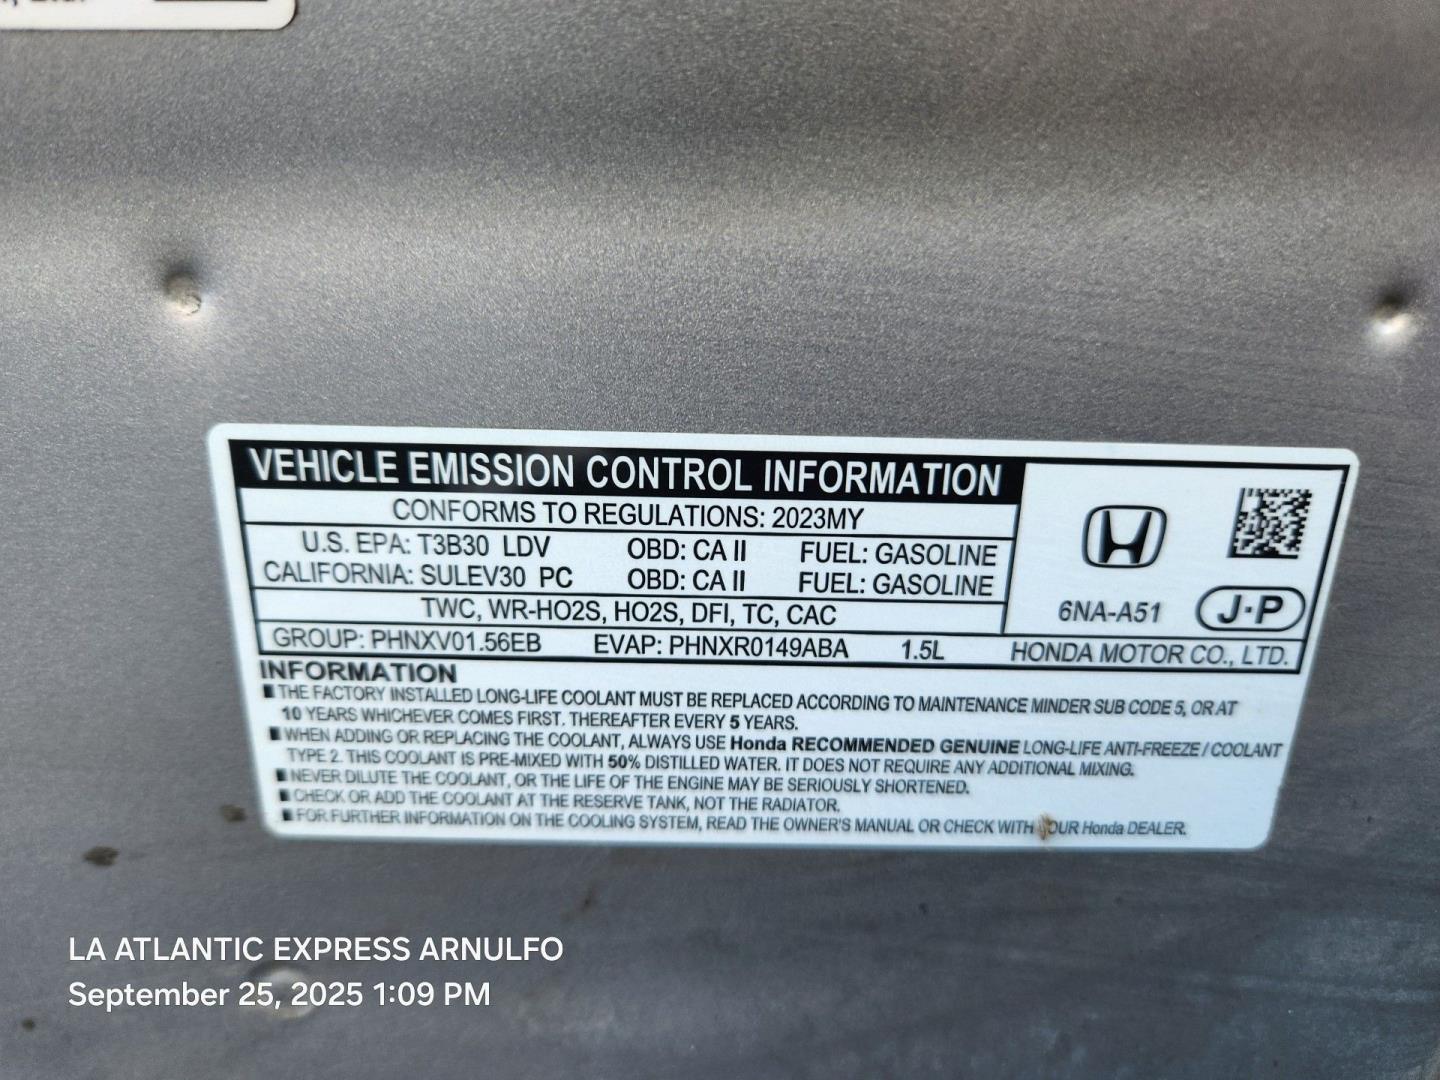 VEHICLE EMISSION CONTROL INFORMATION
CONFORMS TO REGULATIONS: 2023MY
U.S. EPA: T3B30 LDV OBD: CA II FUEL: GASOLINE
CALIFORNIA: SULEV30 PC OBD: CA II FUEL: GASOLINE
TWC, WR-HO2S, HO2S, DFI, TC, CAC
6NA-A51 J·P
GROUP: PHNXV01.56EB EVAP: PHNXR0149ABA 1.5L HONDA MOTOR CO., LTD.
INFORMATION
THE FACTORY INSTALLED LONG-LIFE COOLANT MUST BE REPLACED ACCORDING TO MAINTENANCE MINDER SUB CODE 5, OR AT
10 YEARS WHICHEVER COMES FIRST. THEREAFTER EVERY 5 YEARS.
WHEN ADDING OR REPLACING THE COOLANT, ALWAYS USE Honda RECOMMENDED GENUINE LONG-LIFE ANTI-FREEZE / COOLANT
TYPE 2. THIS COOLANT IS PRE-MIXED WITH 50% DISTILLED WATER. IT DOES NOT REQUIRE ANY ADDITIONAL MIXING.
NEVER DILUTE THE COOLANT, OR THE LIFE OF THE ENGINE MAY BE SERIOUSLY SHORTENED.
CHECK OR ADD THE COOLANT AT THE RESERVE TANK, NOT THE RADIATOR.
FOR FURTHER INFORMATION ON THE COOLING SYSTEM, READ THE OWNER'S MANUAL OR CHECK WITH YOUR Honda DEALER.
LA ATLANTIC EXPRESS ARNULFO
September 25, 2025 1:09 PM